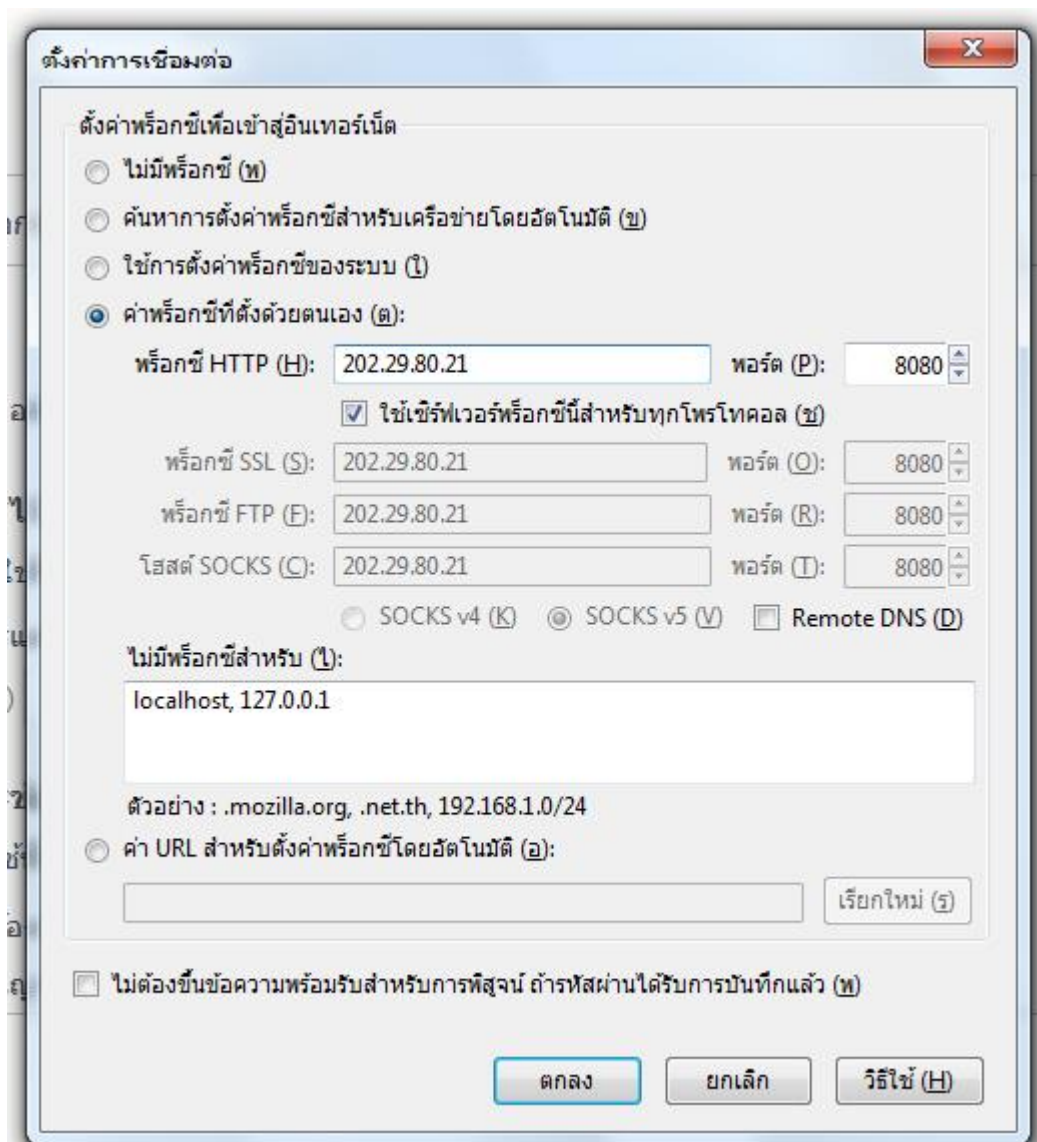 ตั้งค่าการเชื่อมต่อ
ตั้งค่าพร็อกซีเพื่อเข้าสู่อินเทอร์เน็ต
ไม่มีพร็อกซี (พ)
ค้นหาการตั้งค่าพร็อกซีสำหรับเครือข่ายโดยอัตโนมัติ (ข)
ใช้การตั้งค่าพร็อกซีของระบบ (ใ)
ค่าพร็อกซีที่ตั้งด้วยตนเอง (ต):
พร็อกซี HTTP (H): 202.29.80.21 พอร์ต (P): 8080
ใช้เซิร์ฟเวอร์พร็อกซีนี้สำหรับทุกโพรโทคอล (ช)
พร็อกซี SSL (S): 202.29.80.21 พอร์ต (O): 8080
พร็อกซี FTP (F): 202.29.80.21 พอร์ต (R): 8080
โฮสต์ SOCKS (C): 202.29.80.21 พอร์ต (T): 8080
SOCKS v4 (K) SOCKS v5 (V) Remote DNS (D)
ไม่มีพร็อกซีสำหรับ (ไ):
localhost, 127.0.0.1
ตัวอย่าง : .mozilla.org, .net.th, 192.168.1.0/24
ค่า URL สำหรับตั้งค่าพร็อกซีโดยอัตโนมัติ (อ):
เรียกใหม่ (ร)
ไม่ต้องขึ้นข้อความพร้อมรับสำหรับการพิสูจน์ ถ้ารหัสผ่านได้รับการบันทึกแล้ว (พ)
ตกลง ยกเลิก วิธีใช้ (H)